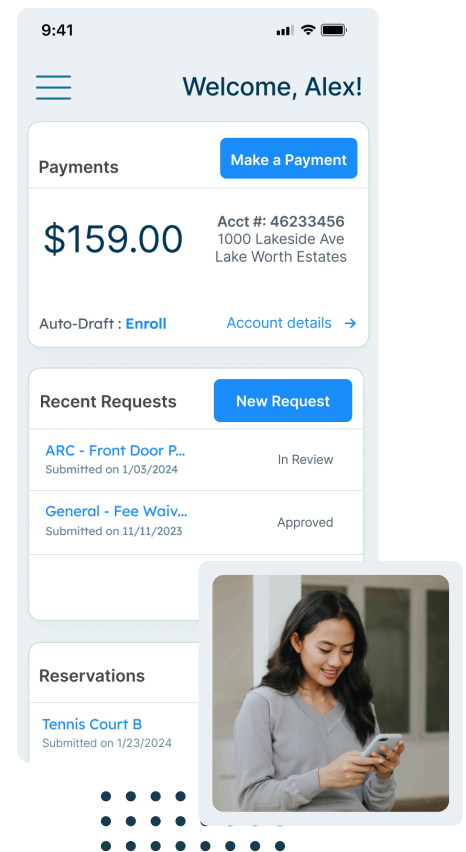 9:41
Welcome, Alex!
Payments
Make a Payment
$159.00
Acct #: 46233456
1000 Lakeside Ave
Lake Worth Estates
Auto-Draft : Enroll
Account details →
Recent Requests
New Request
ARC - Front Door P...
Submitted on 1/03/2024
In Review
General - Fee Waiv...
Submitted on 11/11/2023
Approved
Reservations
Tennis Court B
Submitted on 1/23/2024